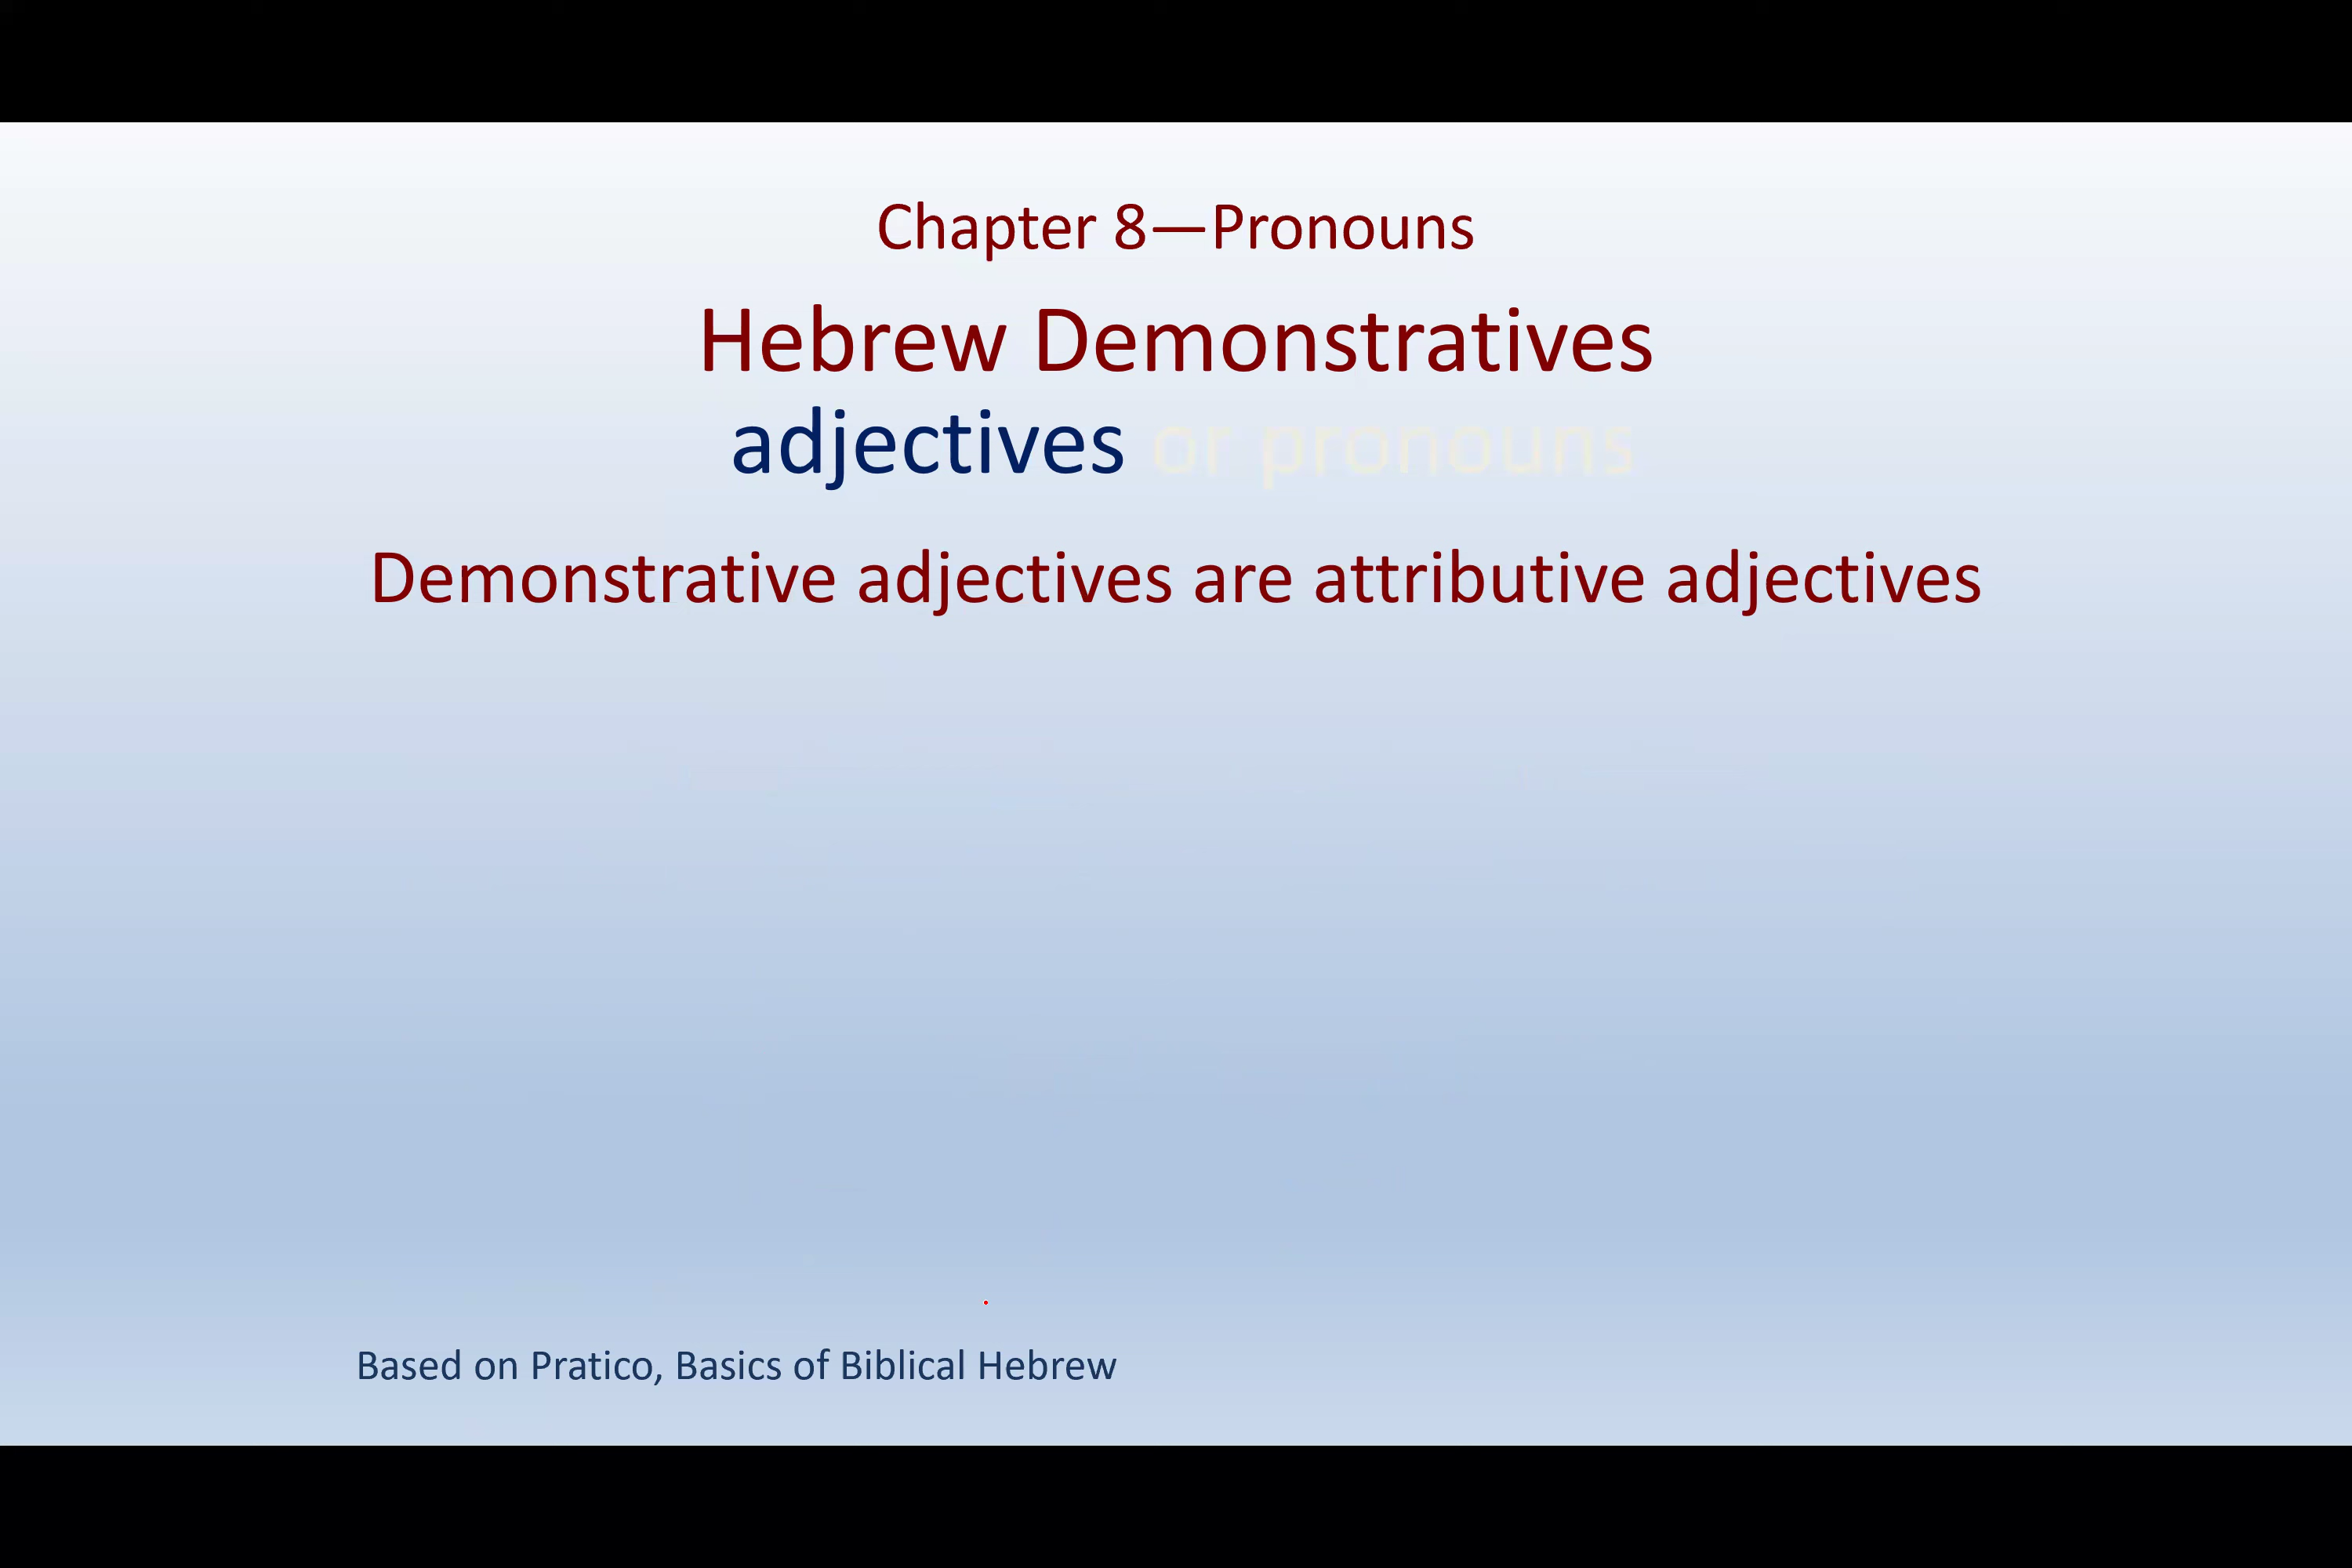 Chapter 8—Pronouns
Hebrew Demonstratives
adjectives or pronouns
Demonstrative adjectives are attributive adjectives
Based on Pratico, Basics of Biblical Hebrew